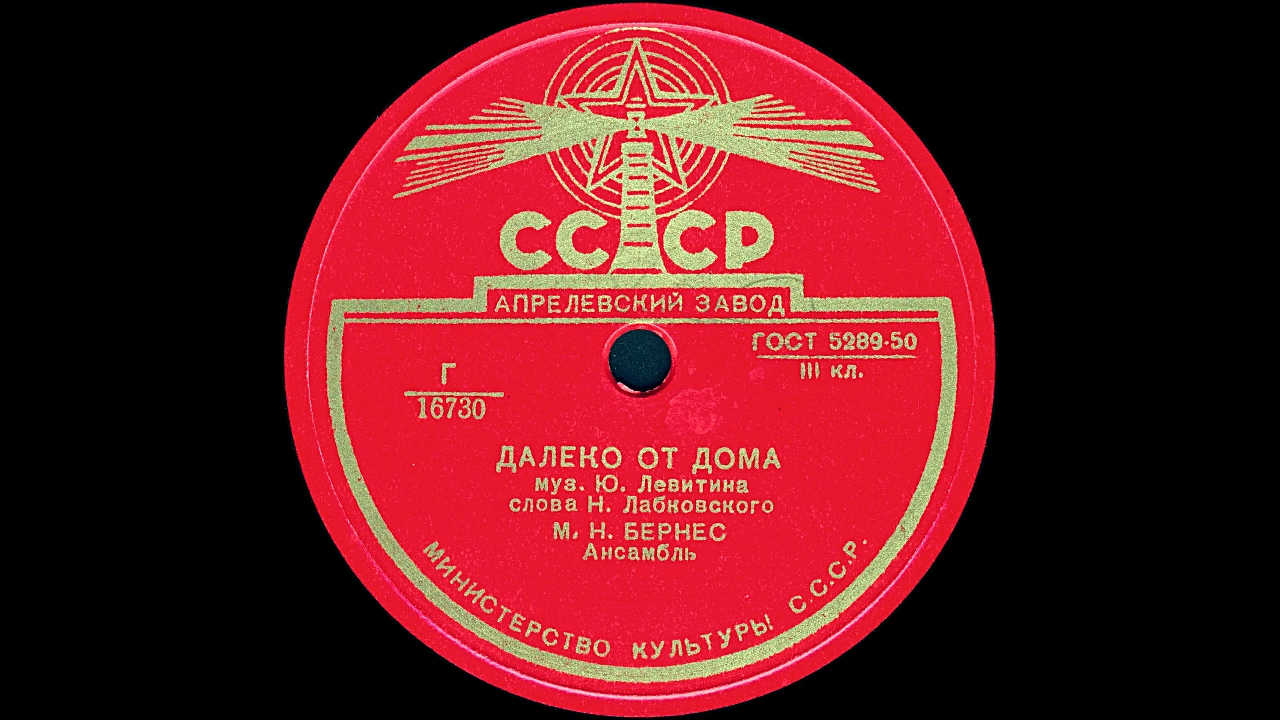 СССР
АПРЕЛЕВСКИЙ ЗАВОД
ГОСТ 5289-50
III кл.
Г
16730
ДАЛЕКО ОТ ДОМА
муз. Ю. Левитина
слова Н. Лабковского
М. Н. БЕРНЕС
Ансамбль
МИНИСТЕРСТВО КУЛЬТУРЫ С.С.С.Р.